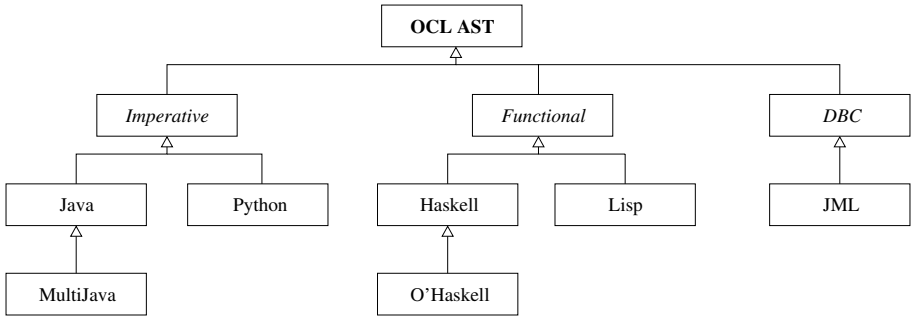 OCL AST
Imperative
Functional
DBC
Java
Python
Haskell
Lisp
JML
MultiJava
O'Haskell